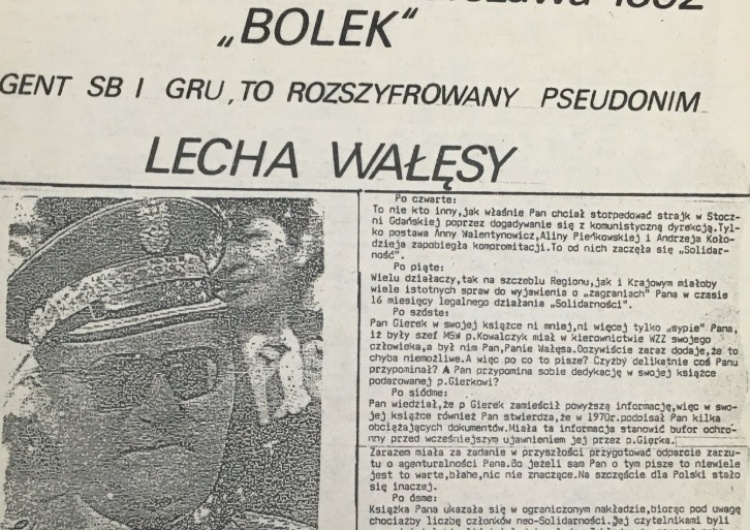 „BOLEK“
GENT SB I GRU, TO ROZSZYFROWANY PSEUDONIM
LECHA WAŁĘSY
Po czwarte:
To nie kto inny,jak właśnie Pan chciał storpedować strajk w Stocz-
ni Gdańskiej poprzez dogadywanie się z komunistyczną dyrekcją.Tyl-
ko postawa Anny Walentynowicz,Aliny Pieńkowskiej i Andrzeja Koło-
dzieja zapobiegła kompromitacji.To od nich zaczęła się „Solidar-
ność".
Po piąte:
Wielu działaczy,tak na szczeblu Regionu,jak i Krajowym miałoby
wiele istotnych spraw do wyjawienia o „zagraniach" Pana w czasie
16 miesięcy legalnego działania „Solidarności".
Po szóste:
Pan Gierek w swojej książce ni mniej,ni więcej tylko „sypie" Pana,
iż były szef MSW p.Kowalczyk miał w kierownictwie WZZ swojego
człowieka,a był nim Pan,Panie Wałęsa.Oczywiście zaraz dodaje,że to
chyba niemożliwe.A więc po co to pisze? Czyżby delikatnie coś Panu
przypominał? A Pan przypomina sobie dedykację w swojej książce
podarowanej p.Gierkowi?
Po siódme:
Pan wiedział,że p Gierek zamieścił powyższą informację,więc w swo-
jej książce również Pan stwierdza,że w 1970r.podpisał Pan kilka
obciążających dokumentów.Miała ta informacja stanowić bufor ochro-
nny przed wcześniejszym ujawnieniem jej przez p.Gierka.
Zarazem miała za zadanie w przyszłości przygotować odparcie zarzu-
tu o agenturalności Pana.Bo jeżeli sam Pan o tym pisze to niewiele
jest to warte,błahe,nic nie znaczące.Na szczęście dla Polski stało
się inaczej.
Po ósme:
Książka Pana ukazała się w ograniczonym nakładzie,biorąc pod uwagę
chociażby liczbę członków neo-Solidarności.Jej czytelnikami byli